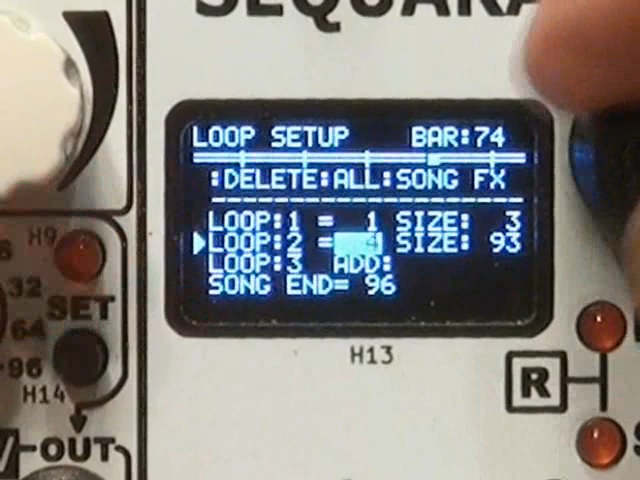 LOOP SETUP BAR:74
:DELETE:ALL:SONG FX
LOOP:1 = 1 SIZE: 3
LOOP:2 = 4 SIZE: 93
LOOP:3 ADD:
SONG END= 96
H9
32
SET
64
-96
H14
OUT
H13
R